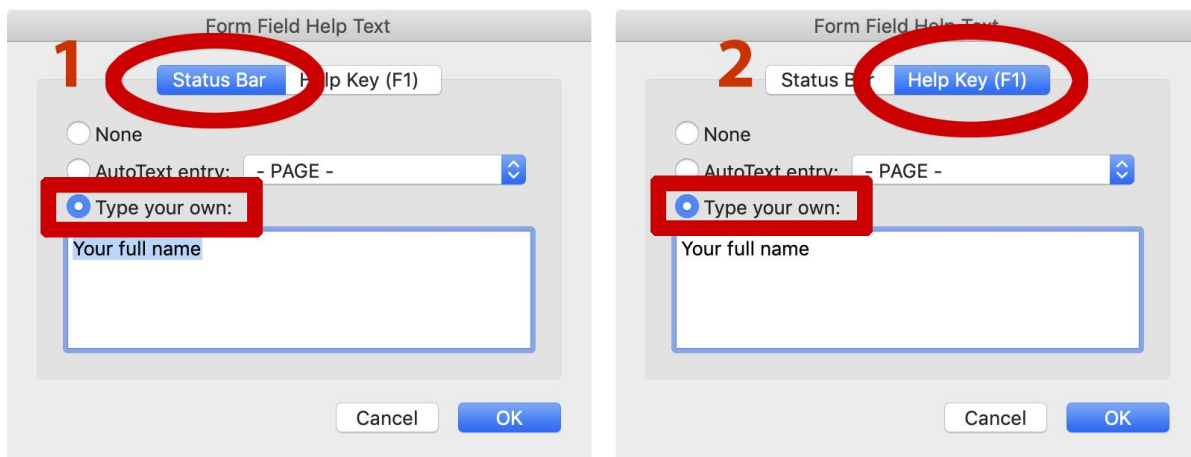 Form Field Help Text
1
Status Bar
Help Key (F1)
None
AutoText entry: - PAGE -
Type your own:
Your full name
Cancel
OK
Form Field Help Text
2
Status Bar
Help Key (F1)
None
AutoText entry: - PAGE -
Type your own:
Your full name
Cancel
OK